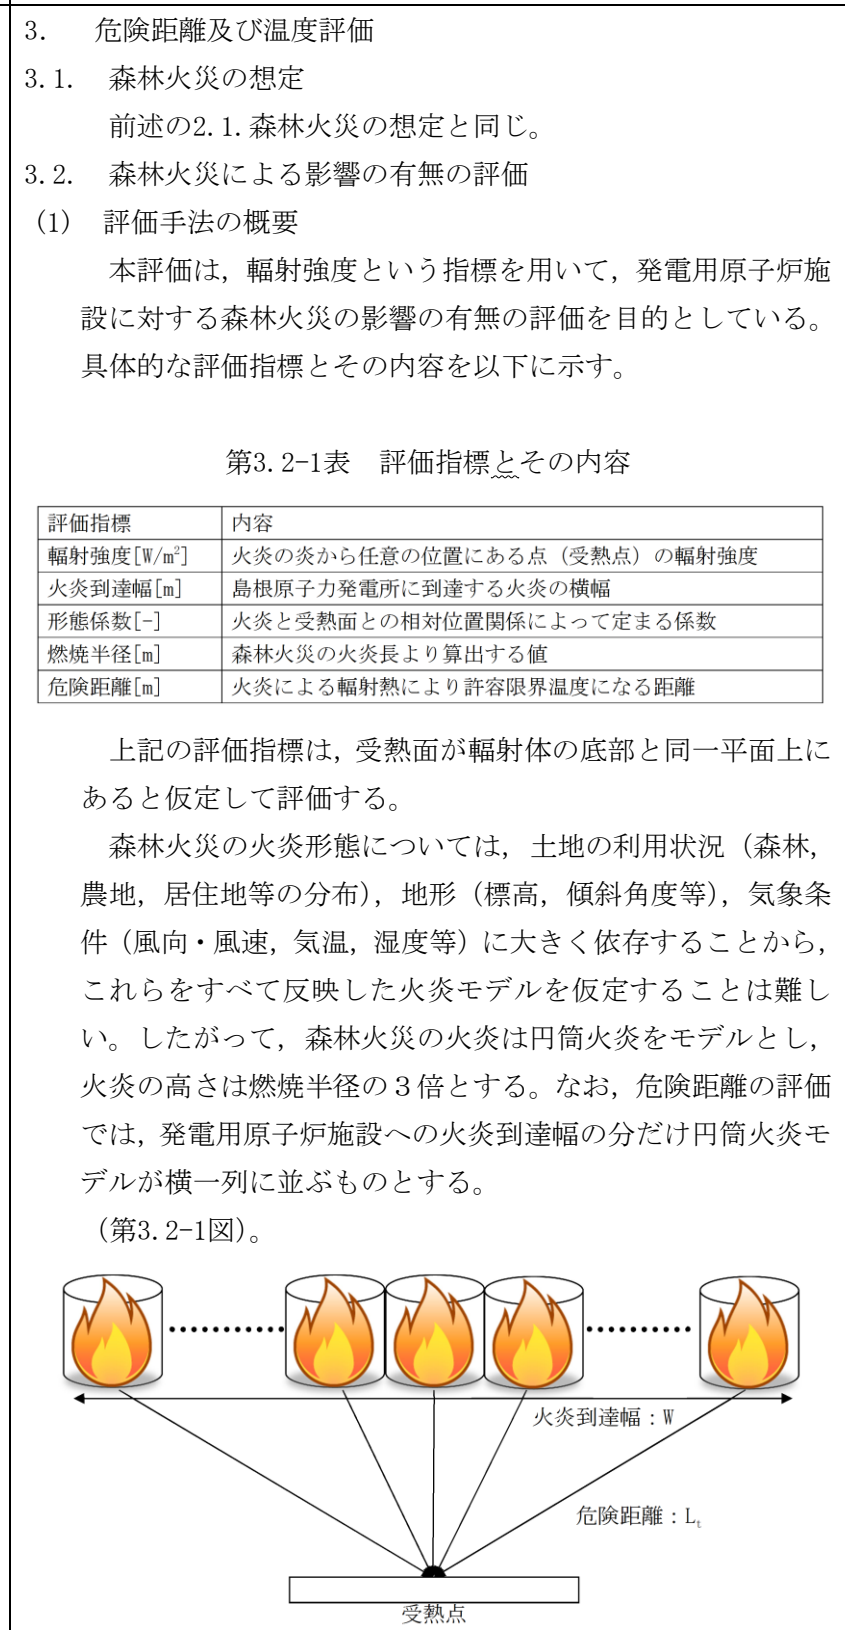 3.　危険距離及び温度評価
3.1.　森林火災の想定
前述の2.1.森林火災の想定と同じ。
3.2.　森林火災による影響の有無の評価
(1)　評価手法の概要
本評価は，輻射強度という指標を用いて，発電用原子炉施
設に対する森林火災の影響の有無の評価を目的としている。
具体的な評価指標とその内容を以下に示す。
第3.2-1表　評価指標とその内容
評価指標　内容
輻射強度[W/m²]　火炎の炎から任意の位置にある点（受熱点）の輻射強度
火炎到達幅[m]　島根原子力発電所に到達する火炎の横幅
形態係数[-]　火炎と受熱面との相対位置関係によって定まる係数
燃焼半径[m]　森林火災の火炎長より算出する値
危険距離[m]　火炎による輻射熱により許容限界温度になる距離
上記の評価指標は，受熱面が輻射体の底部と同一平面上に
あると仮定して評価する。
森林火災の火炎形態については，土地の利用状況（森林，
農地，居住地等の分布），地形（標高，傾斜角度等），気象条
件（風向・風速，気温，湿度等）に大きく依存することから，
これらをすべて反映した火炎モデルを仮定することは難し
い。したがって，森林火災の火炎は円筒火炎をモデルとし，
火炎の高さは燃焼半径の３倍とする。なお，危険距離の評価
では，発電用原子炉施設への火炎到達幅の分だけ円筒火炎モ
デルが横一列に並ぶものとする。
（第3.2-1図）。
火炎到達幅：W
危険距離：Lt
受熱点